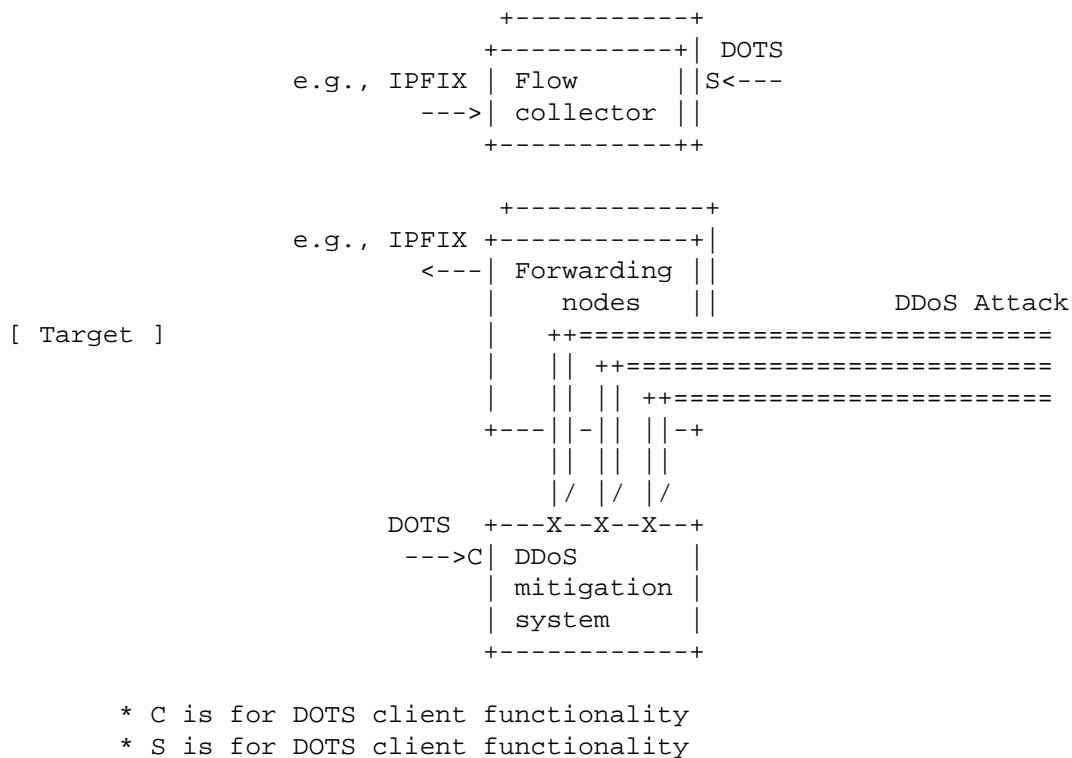 +-----------+
                              +-----------+| DOTS
                  e.g., IPFIX | Flow      ||S<---
                          --->| collector ||
                              +-----------++

                               +------------+
                  e.g., IPFIX +------------+|
                          <---| Forwarding ||
                              |    nodes   ||           DDoS Attack
[ Target ]                    |   ++==============================
                              |   || ++===========================
                              |   || || ++========================
                              +---||-|| ||-+
                                  || || ||
                                  |/ |/ |/
                        DOTS  +---X--X--X--+
                         --->C| DDoS       |
                              | mitigation |
                              | system     |
                              +------------+

       * C is for DOTS client functionality
       * S is for DOTS client functionality